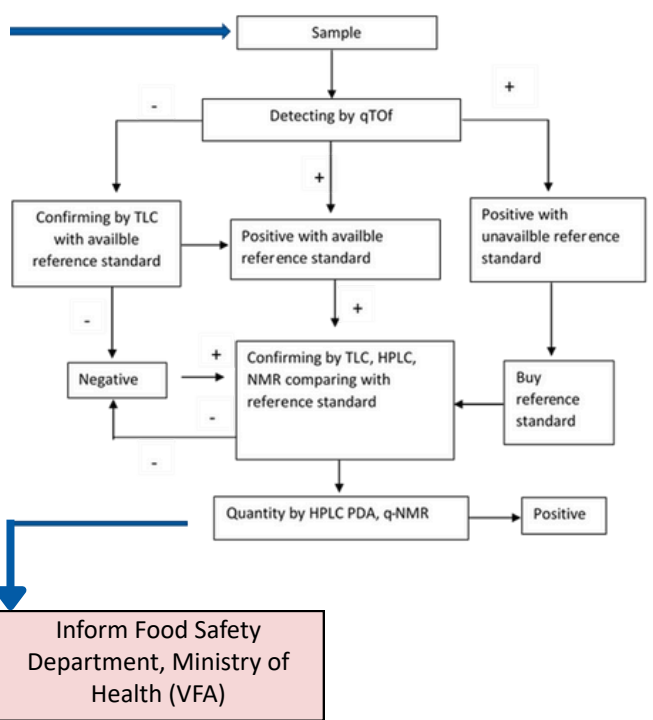 Sample
-
+
Detecting by qTOf
+
Confirming by TLC
with availble
reference standard
Positive with availble
reference standard
Positive with
unavailble reference
standard
-
+
Negative
+
Confirming by TLC, HPLC,
NMR comparing with
reference standard
Buy
reference
standard
-
-
Quantity by HPLC PDA, q-NMR
Positive
Inform Food Safety
Department, Ministry of
Health (VFA)